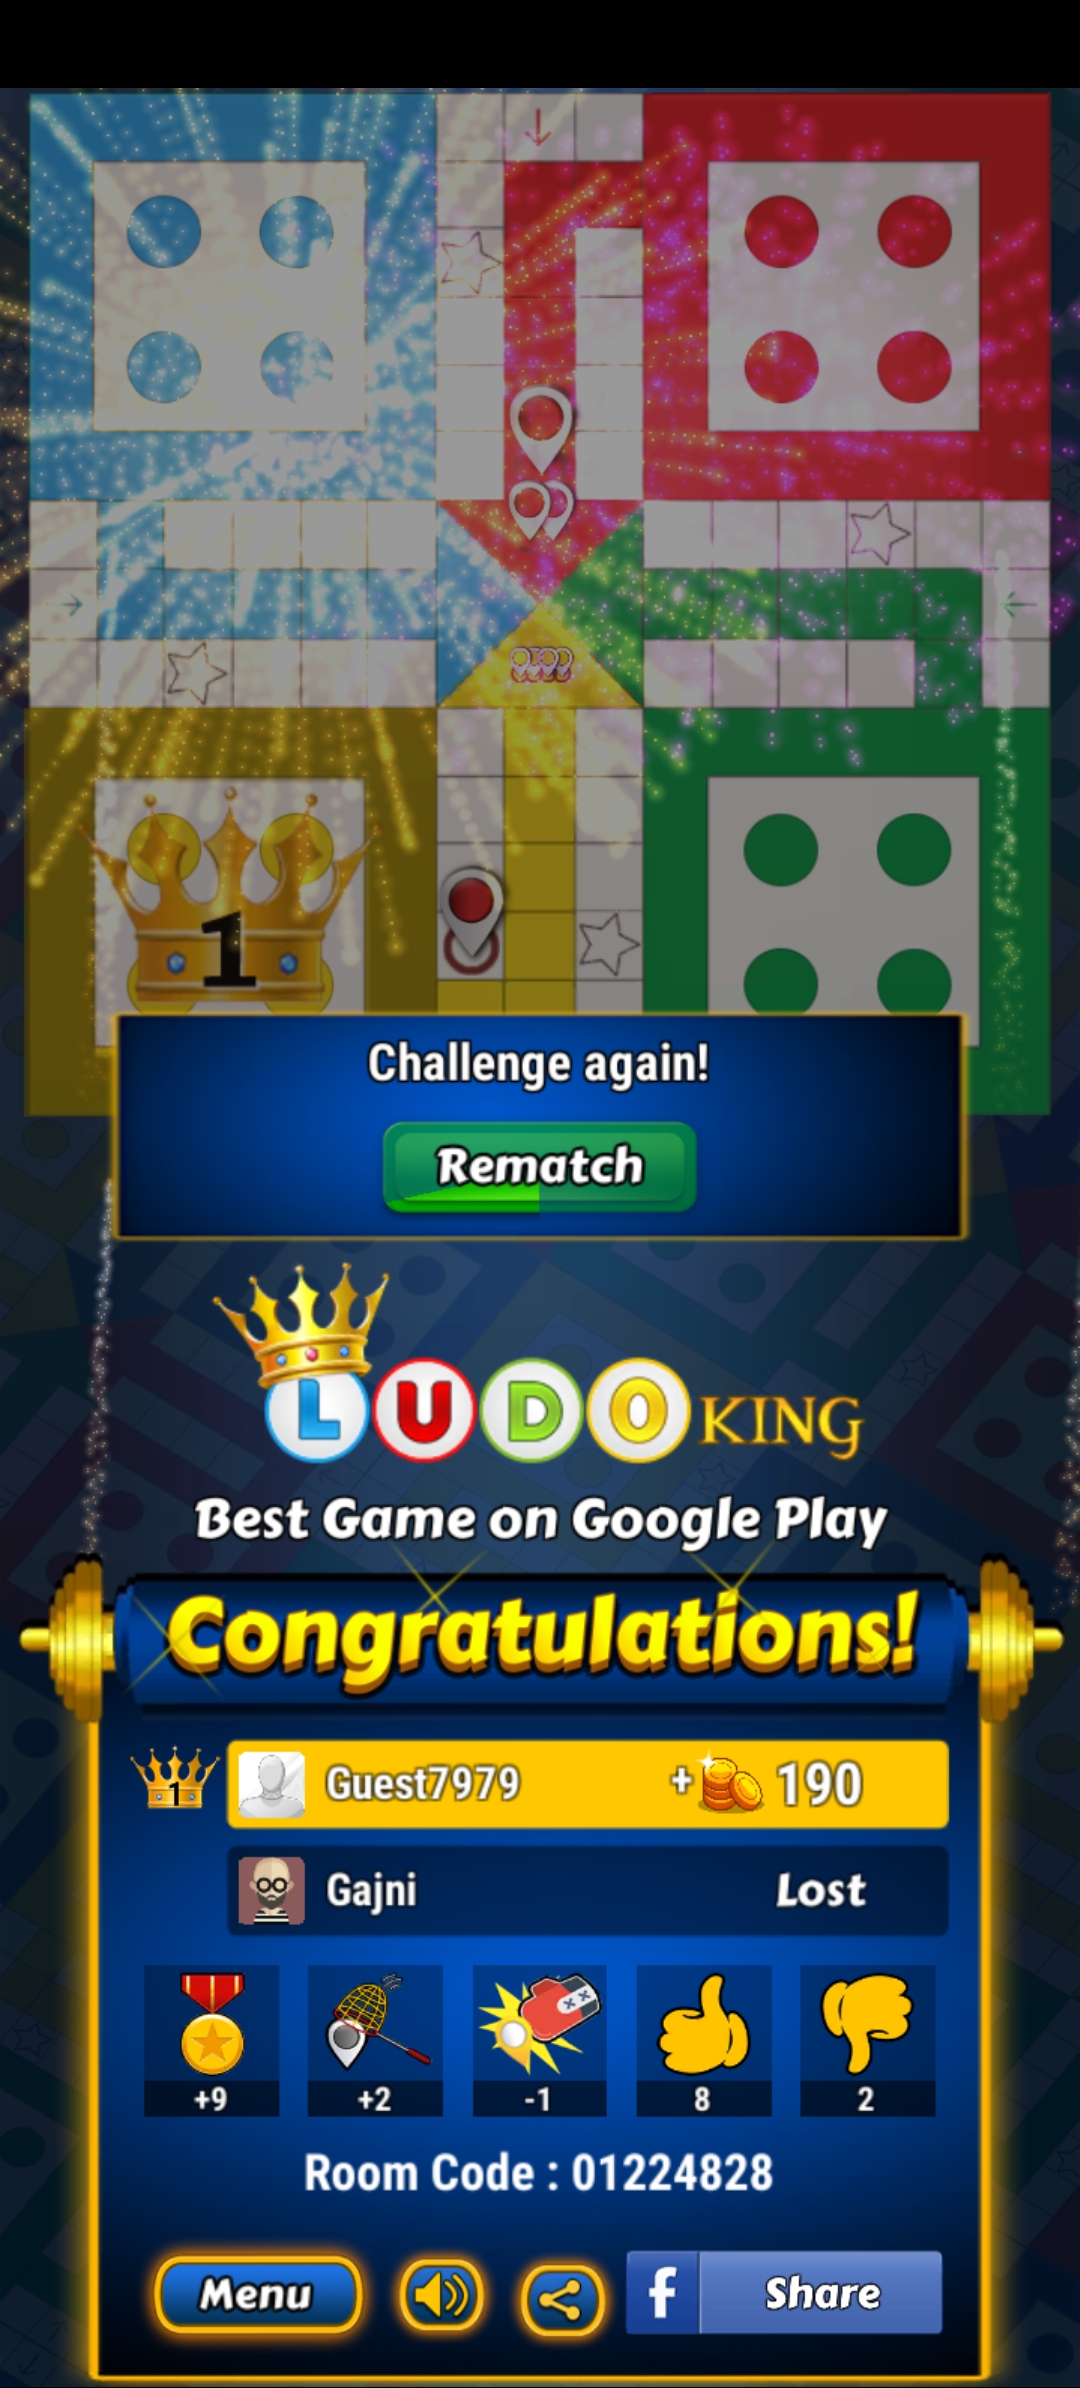 1
Challenge again!
Rematch
LUDO KING
Best Game on Google Play
Congratulations!
1 Guest7979 + 190
Gajni Lost
+9 +2 -1 8 2
Room Code : 01224828
Menu f Share